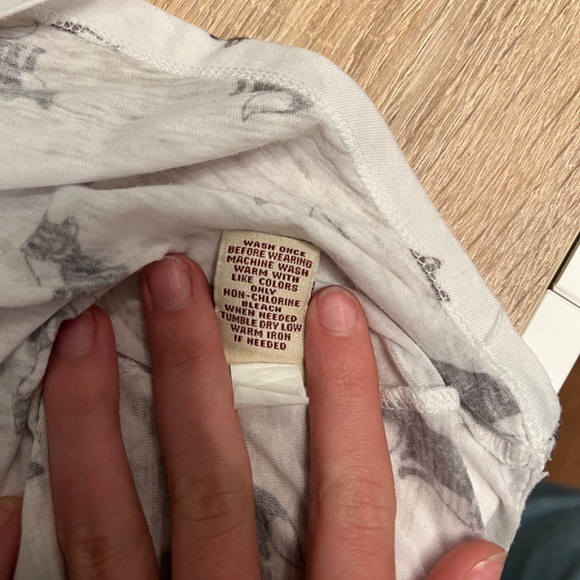 WASH ONCE
BEFORE WEARING
MACHINE WASH
WARM WITH
LIKE COLORS
ONLY
NON-CHLORINE
BLEACH
WHEN NEEDED
TUMBLE DRY LOW
WARM IRON
IF NEEDED